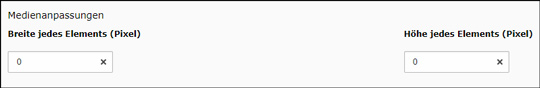 Medienanpassungen
Breite jedes Elements (Pixel) Höhe jedes Elements (Pixel)
0 × 0 ×